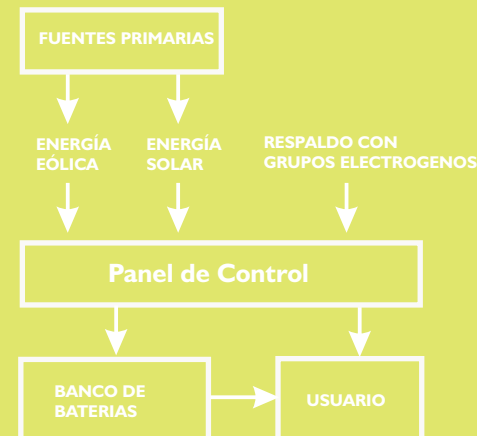 FUENTES PRIMARIAS
ENERGÍA
EÓLICA
ENERGÍA
SOLAR
RESPALDO CON
GRUPOS ELECTROGENOS
Panel de Control
BANCO DE
BATERIAS
USUARIO